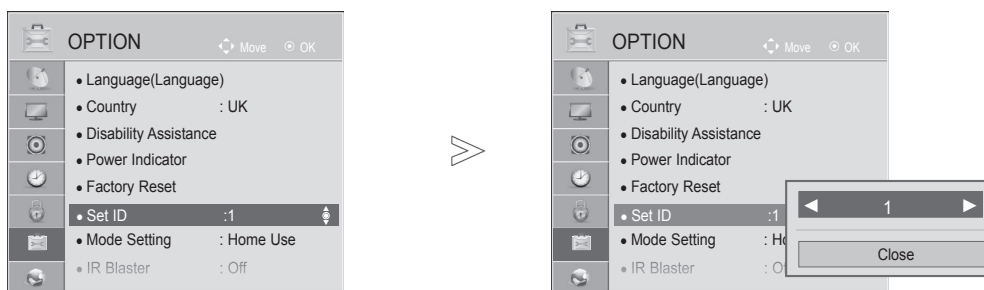 OPTION Move OK
• Language(Language)
• Country : UK
• Disability Assistance
• Power Indicator
• Factory Reset
• Set ID :1
• Mode Setting : Home Use
• IR Blaster : Off
OPTION Move OK
• Language(Language)
• Country : UK
• Disability Assistance
• Power Indicator
• Factory Reset
• Set ID :1
• Mode Setting : Ho
• IR Blaster : O
◄ 1 ►
Close